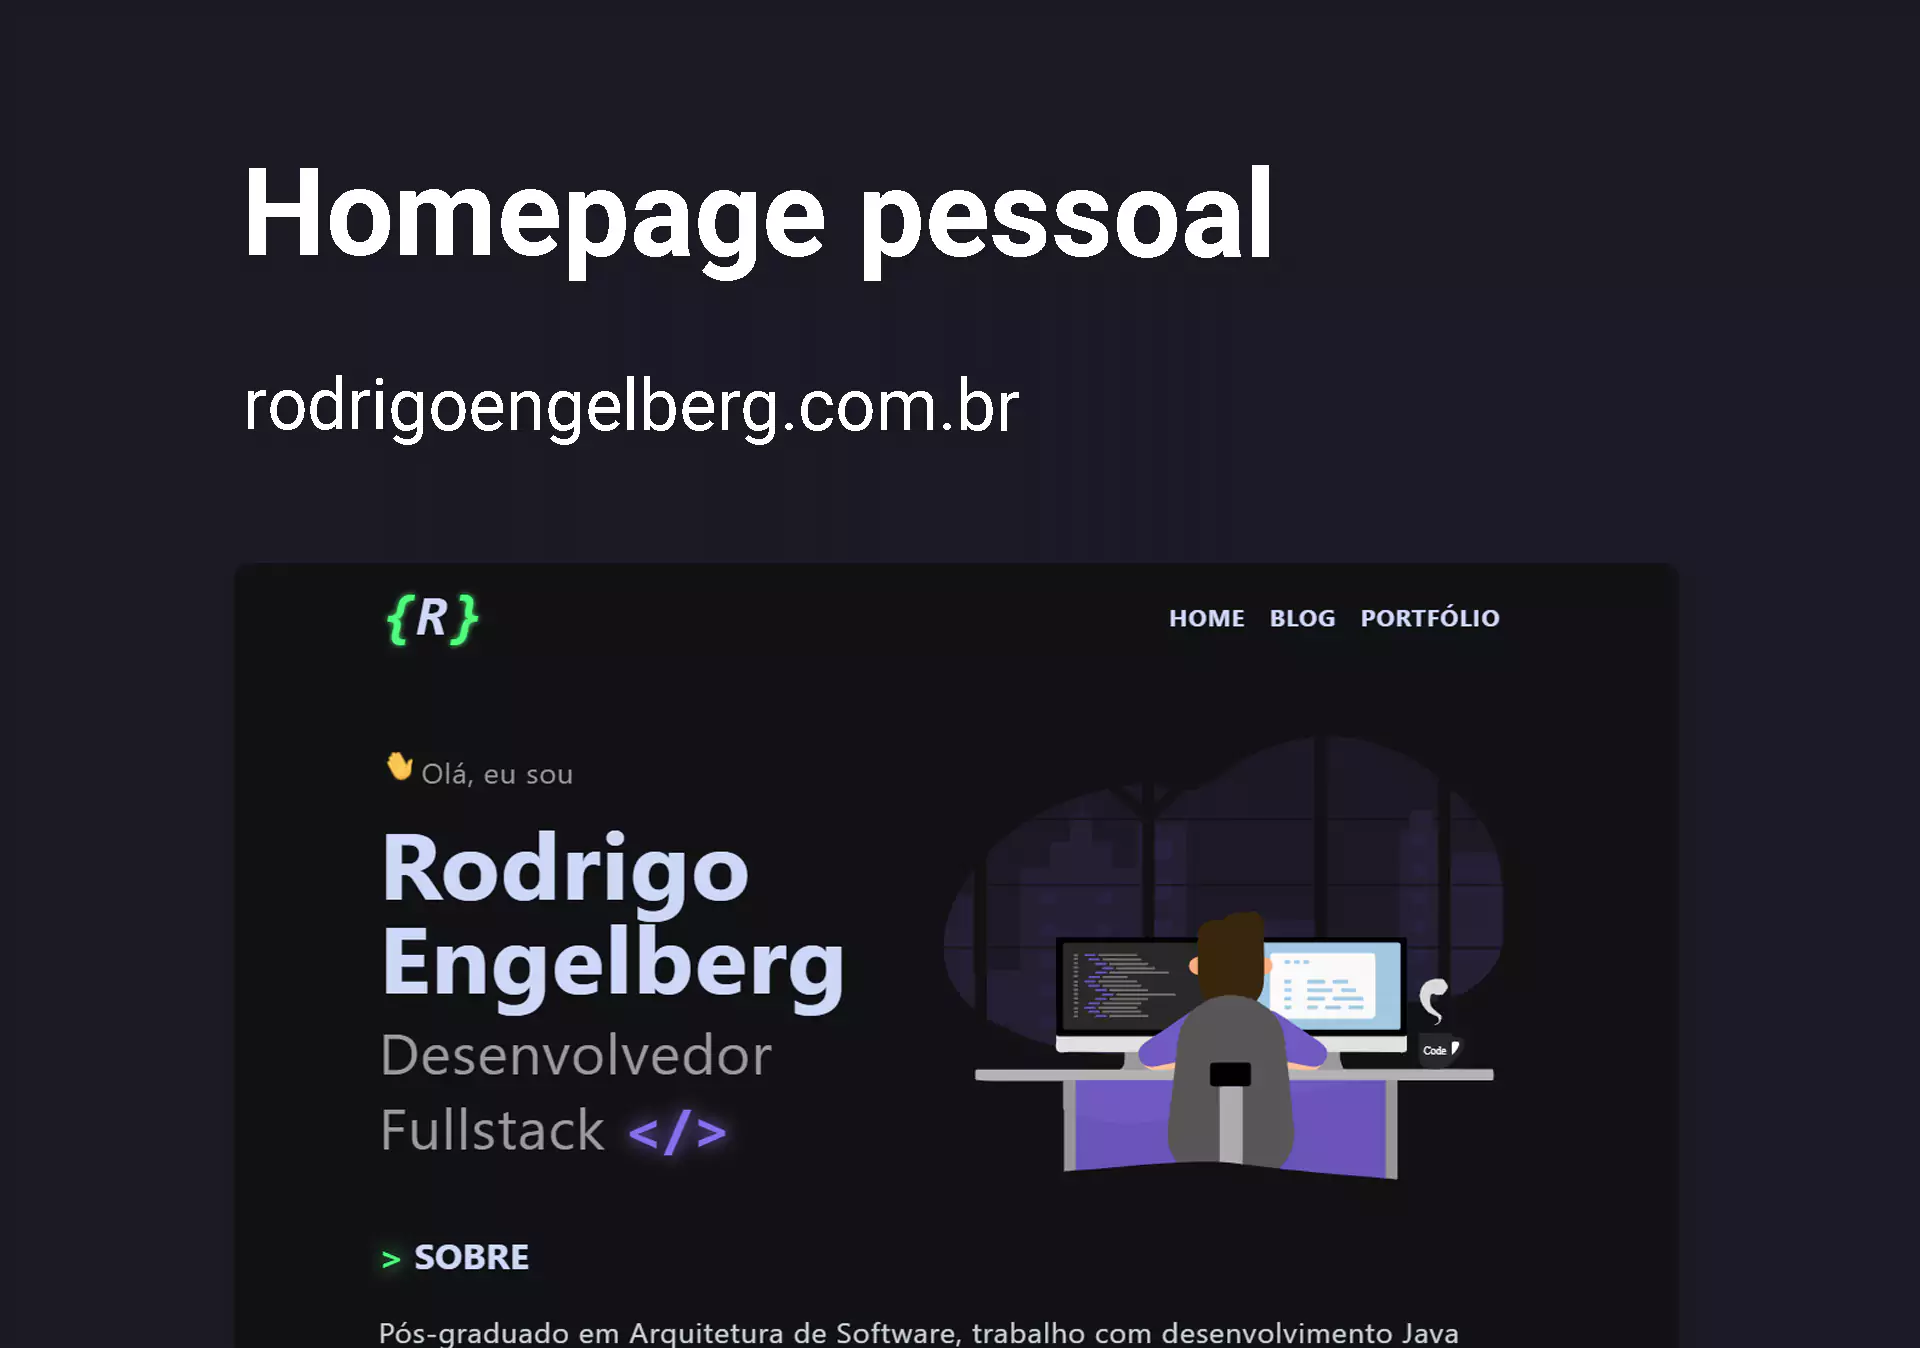 Homepage pessoal
rodrigoengelberg.com.br
{R}
HOME BLOG PORTFÓLIO
Olá, eu sou
Rodrigo
Engelberg
Desenvolvedor
Fullstack </>
Code
> SOBRE
Pós-graduado em Arquitetura de Software, trabalho com desenvolvimento Java